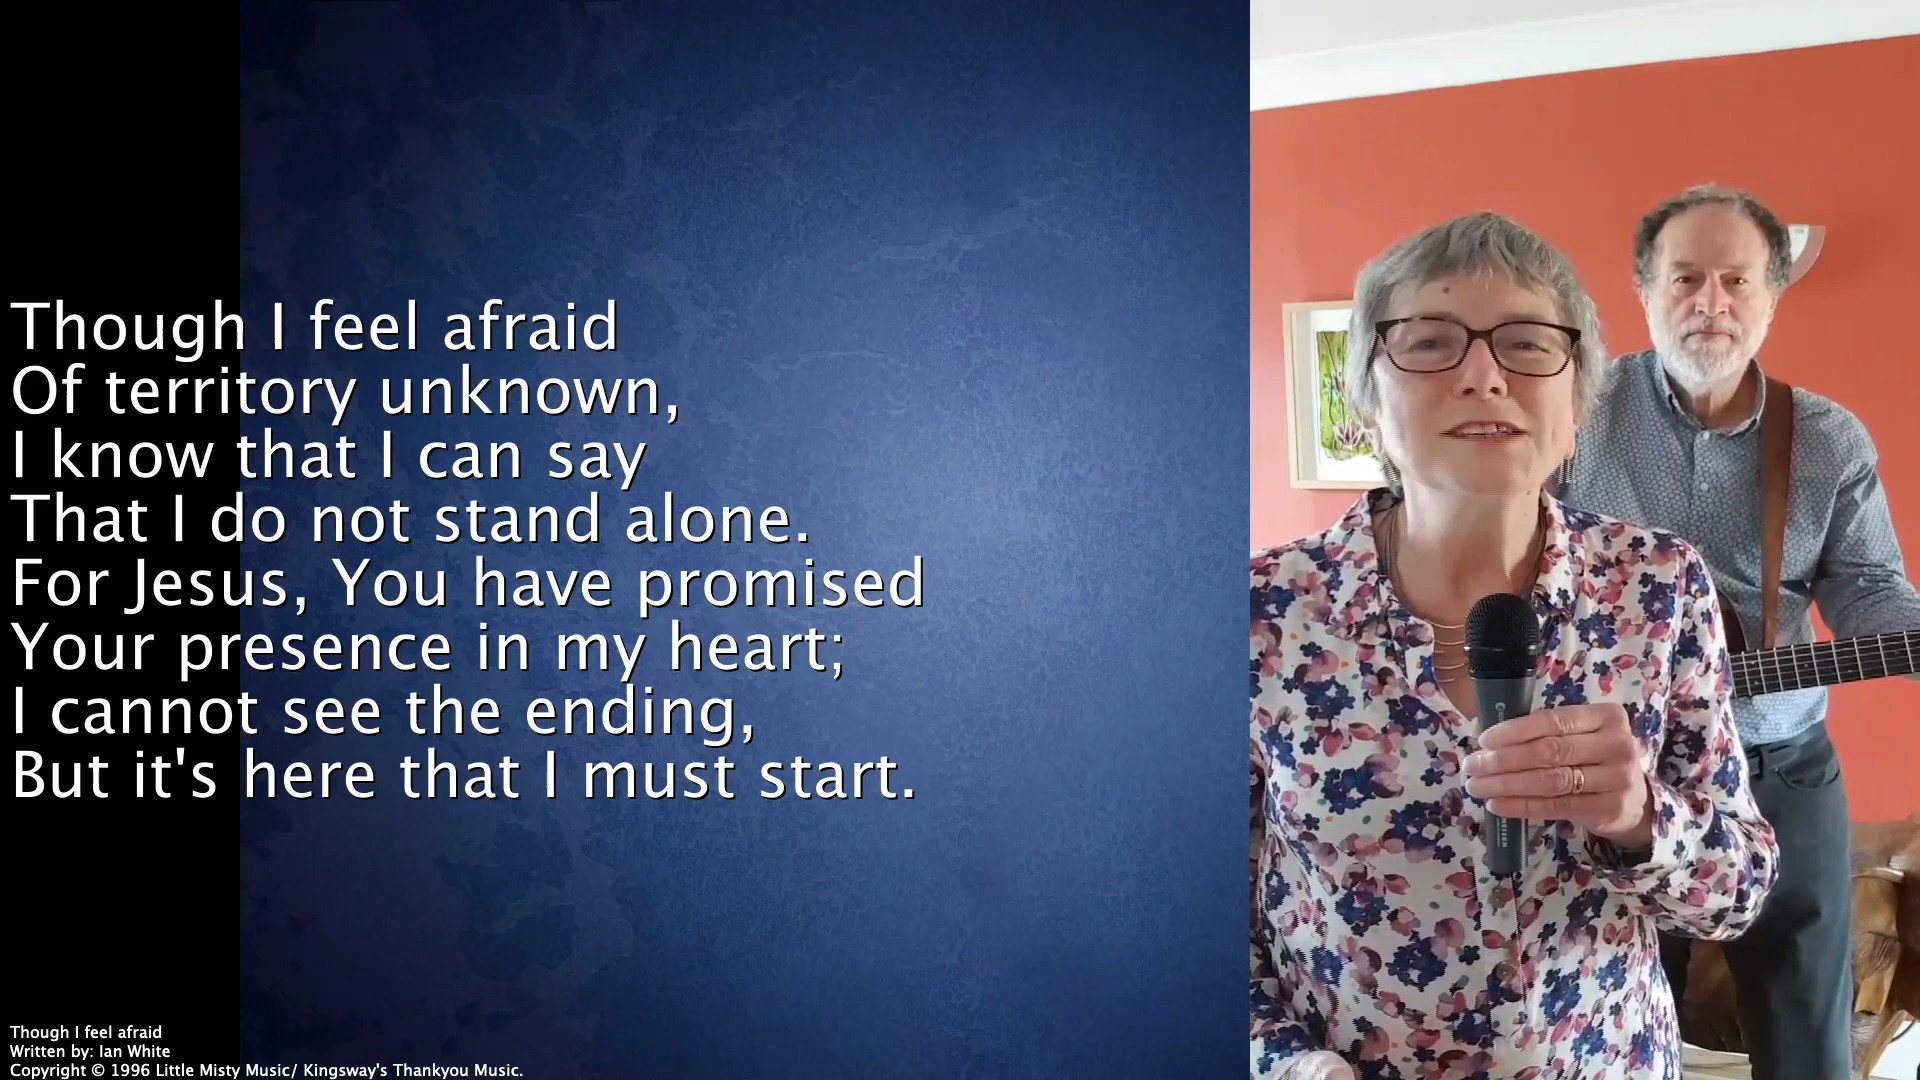 Though I feel afraid
Of territory unknown,
I know that I can say
That I do not stand alone.
For Jesus, You have promised
Your presence in my heart;
I cannot see the ending,
But it's here that I must start.
Though I feel afraid
Written by: Ian White
Copyright © 1996 Little Misty Music/ Kingsway's Thankyou Music.